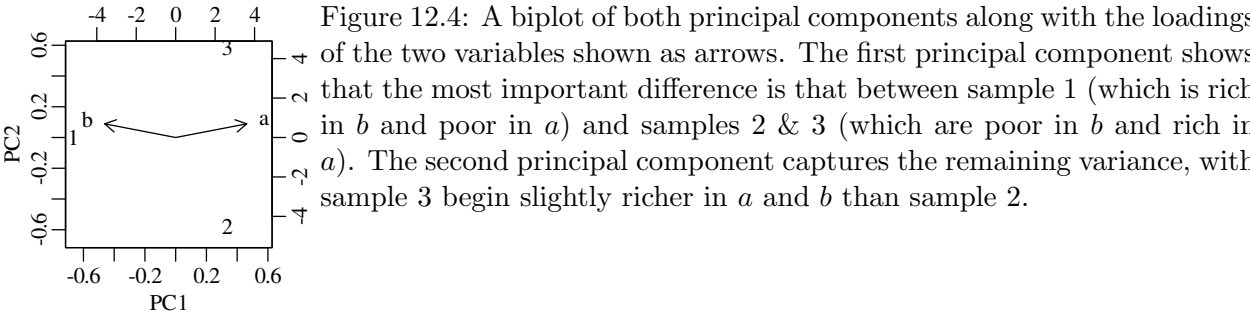 -4 -2 0 2 4
0.6
0.2
-0.2
-0.6
PC2
3
b
a
1
2
4
2
0
-2
-4
-0.6 -0.2 0.2 0.6
PC1
Figure 12.4: A biplot of both principal components along with the loadings
of the two variables shown as arrows. The first principal component shows
that the most important difference is that between sample 1 (which is rich
in b and poor in a) and samples 2 & 3 (which are poor in b and rich in
a). The second principal component captures the remaining variance, with
sample 3 begin slightly richer in a and b than sample 2.